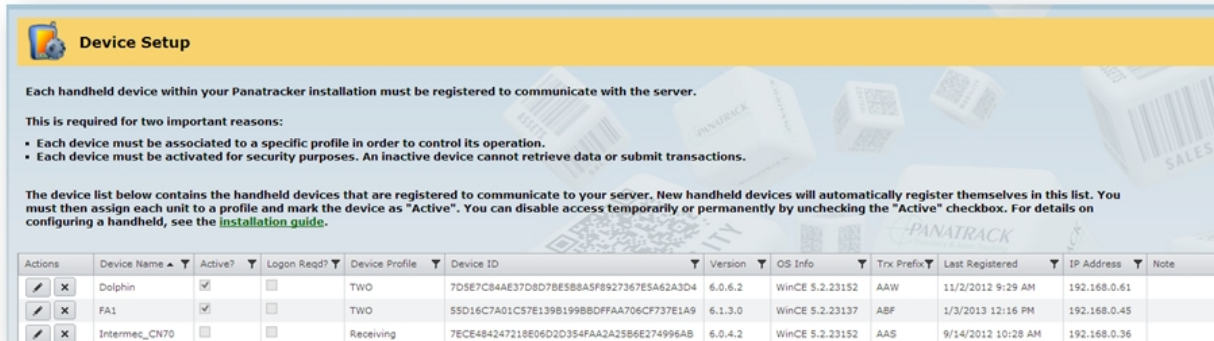 Device Setup
Each handheld device within your Panatracker installation must be registered to communicate with the server.
This is required for two important reasons:
▪ Each device must be associated to a specific profile in order to control its operation.
▪ Each device must be activated for security purposes. An inactive device cannot retrieve data or submit transactions.
The device list below contains the handheld devices that are registered to communicate to your server. New handheld devices will automatically register themselves in this list. You
must then assign each unit to a profile and mark the device as "Active". You can disable access temporarily or permanently by unchecking the "Active" checkbox. For details on
configuring a handheld, see the installation guide.
ASSETS
PANATRACK
SALES
PANATRACK
Actions Device Name Active? Logon Reqd? Device Profile Device ID Version OS Info Trx Prefix Last Registered IP Address Note
Dolphin TWO 7D5E7C84AE37D8D7BE5B8A5F8927367E5A62A3D4 6.0.6.2 WinCE 5.2.23152 AAW 11/2/2012 9:29 AM 192.168.0.61
FA1 TWO 55D16C7A01C57E139B199BBDFFAA706CF737E1A9 6.1.3.0 WinCE 5.2.23137 ABF 1/3/2013 12:16 PM 192.168.0.45
Intermec_CN70 Receiving 7ECE484247218E06D2D354FAA2A25B6E274996AB 6.0.4.2 WinCE 5.2.23152 AAS 9/14/2012 10:28 AM 192.168.0.36